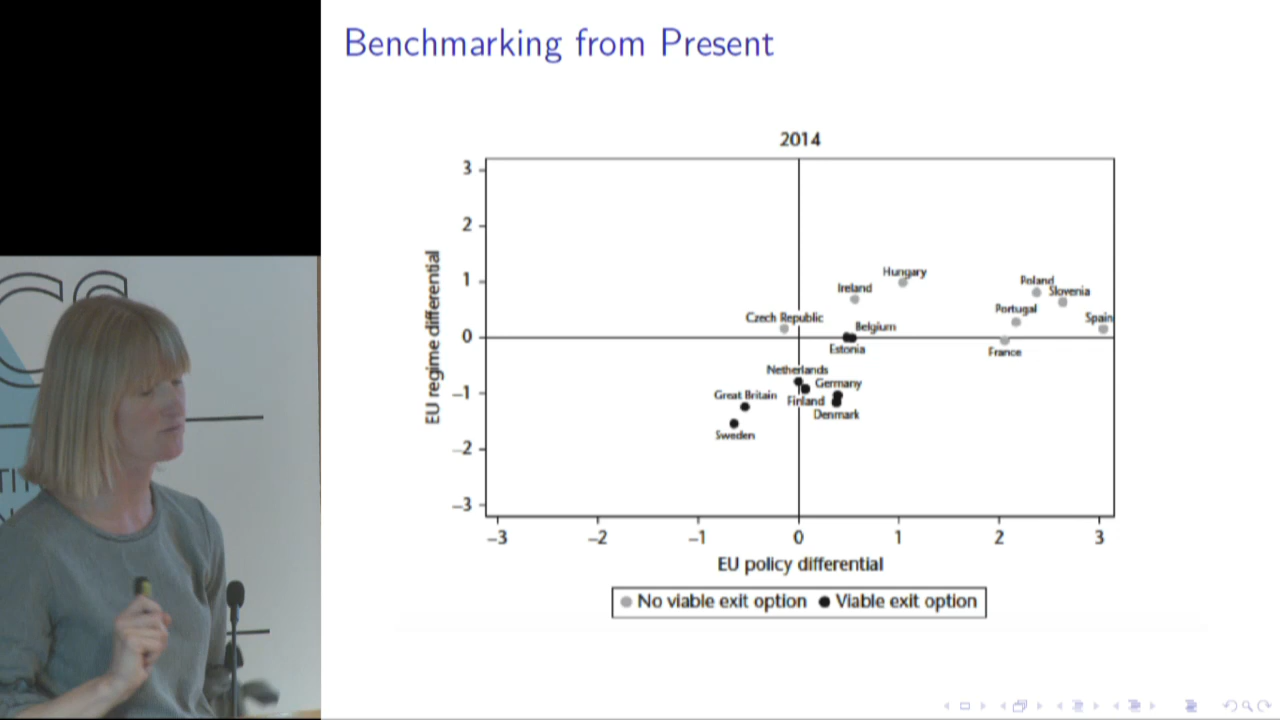 Benchmarking from Present
2014
EU regime differential
3
2
1
0
–1
–2
–3
Hungary
Ireland
Poland
Slovenia
Portugal
Spain
Czech Republic
Belgium
Estonia
France
Netherlands
Germany
Great Britain
Finland
Denmark
Sweden
–3 –2 –1 0 1 2 3
EU policy differential
No viable exit option Viable exit option